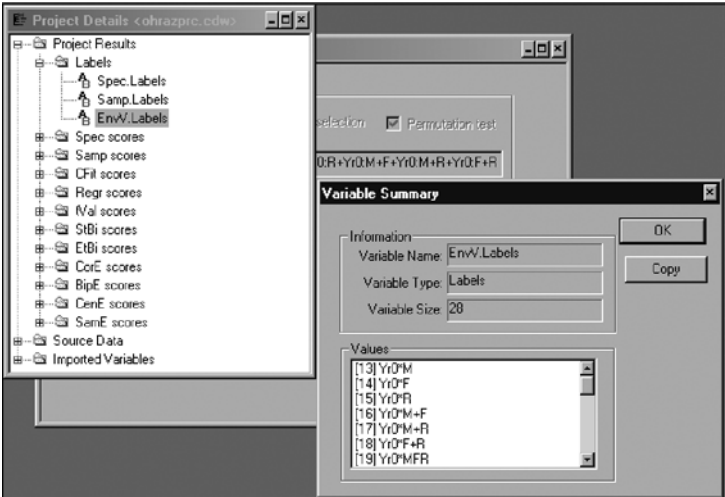 Project Details <ohrazprc.cdw>
Project Results
Labels
Spec.Labels
Samp.Labels
EnvV.Labels
Spec scores
Samp scores
CFit scores
Regr scores
fVal scores
StBi scores
EtBi scores
CorE scores
BipE scores
CenE scores
SamE scores
Source Data
Imported Variables
selection Permutation test
0:R+Yr0:M+F+Yr0:M+R+Yr0:F+R
Variable Summary
Information
Variable Name: EnvV.Labels
Variable Type: Labels
Variable Size: 28
OK
Copy
Values
[13] Yr0*M
[14] Yr0*F
[15] Yr0*R
[16] Yr0*M+F
[17] Yr0*M+R
[18] Yr0*F+R
[19] Yr0*MFR